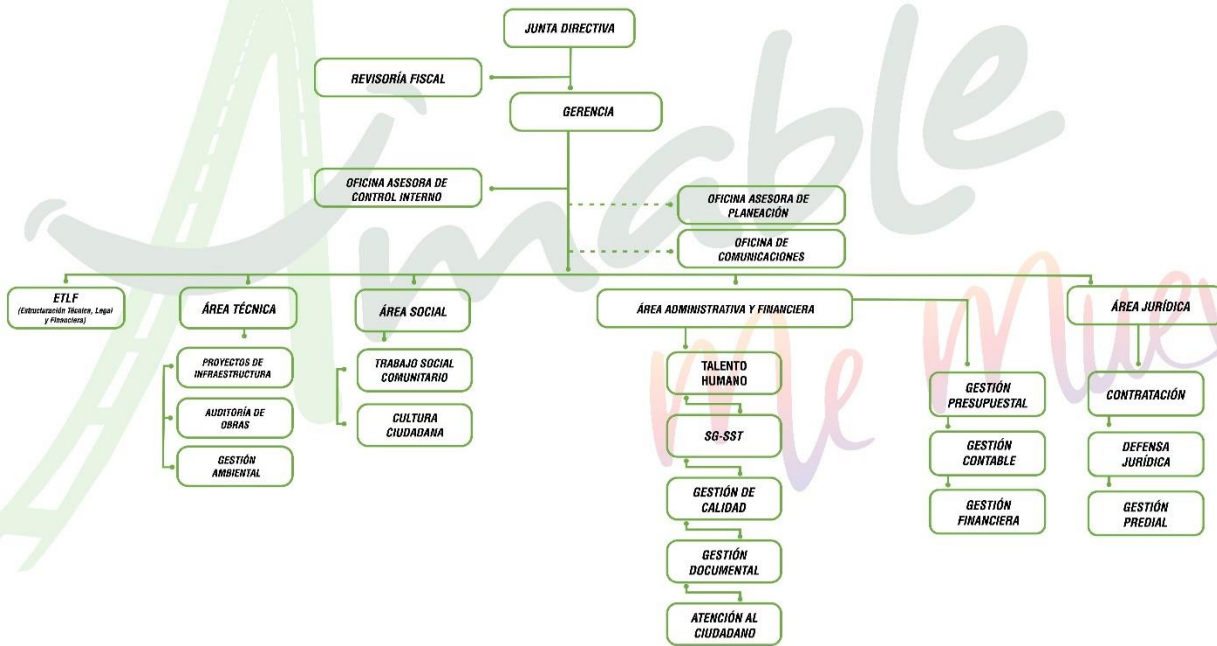 JUNTA DIRECTIVA
REVISORÍA FISCAL
GERENCIA
OFICINA ASESORA DE
CONTROL INTERNO
OFICINA ASESORA DE
PLANEACIÓN
OFICINA DE
COMUNICACIONES
ETLF
(Estructuración Técnica, Legal
y Financiera)
ÁREA TÉCNICA
ÁREA SOCIAL
ÁREA ADMINISTRATIVA Y FINANCIERA
ÁREA JURÍDICA
PROYECTOS DE
INFRAESTRUCTURA
AUDITORÍA DE
OBRAS
GESTIÓN
AMBIENTAL
TRABAJO SOCIAL
COMUNITARIO
CULTURA
CIUDADANA
TALENTO
HUMANO
SG-SST
GESTIÓN DE
CALIDAD
GESTIÓN
DOCUMENTAL
ATENCIÓN AL
CIUDADANO
GESTIÓN
PRESUPUESTAL
GESTIÓN
CONTABLE
GESTIÓN
FINANCIERA
CONTRATACIÓN
DEFENSA
JURÍDICA
GESTIÓN
PREDIAL
Amable
me